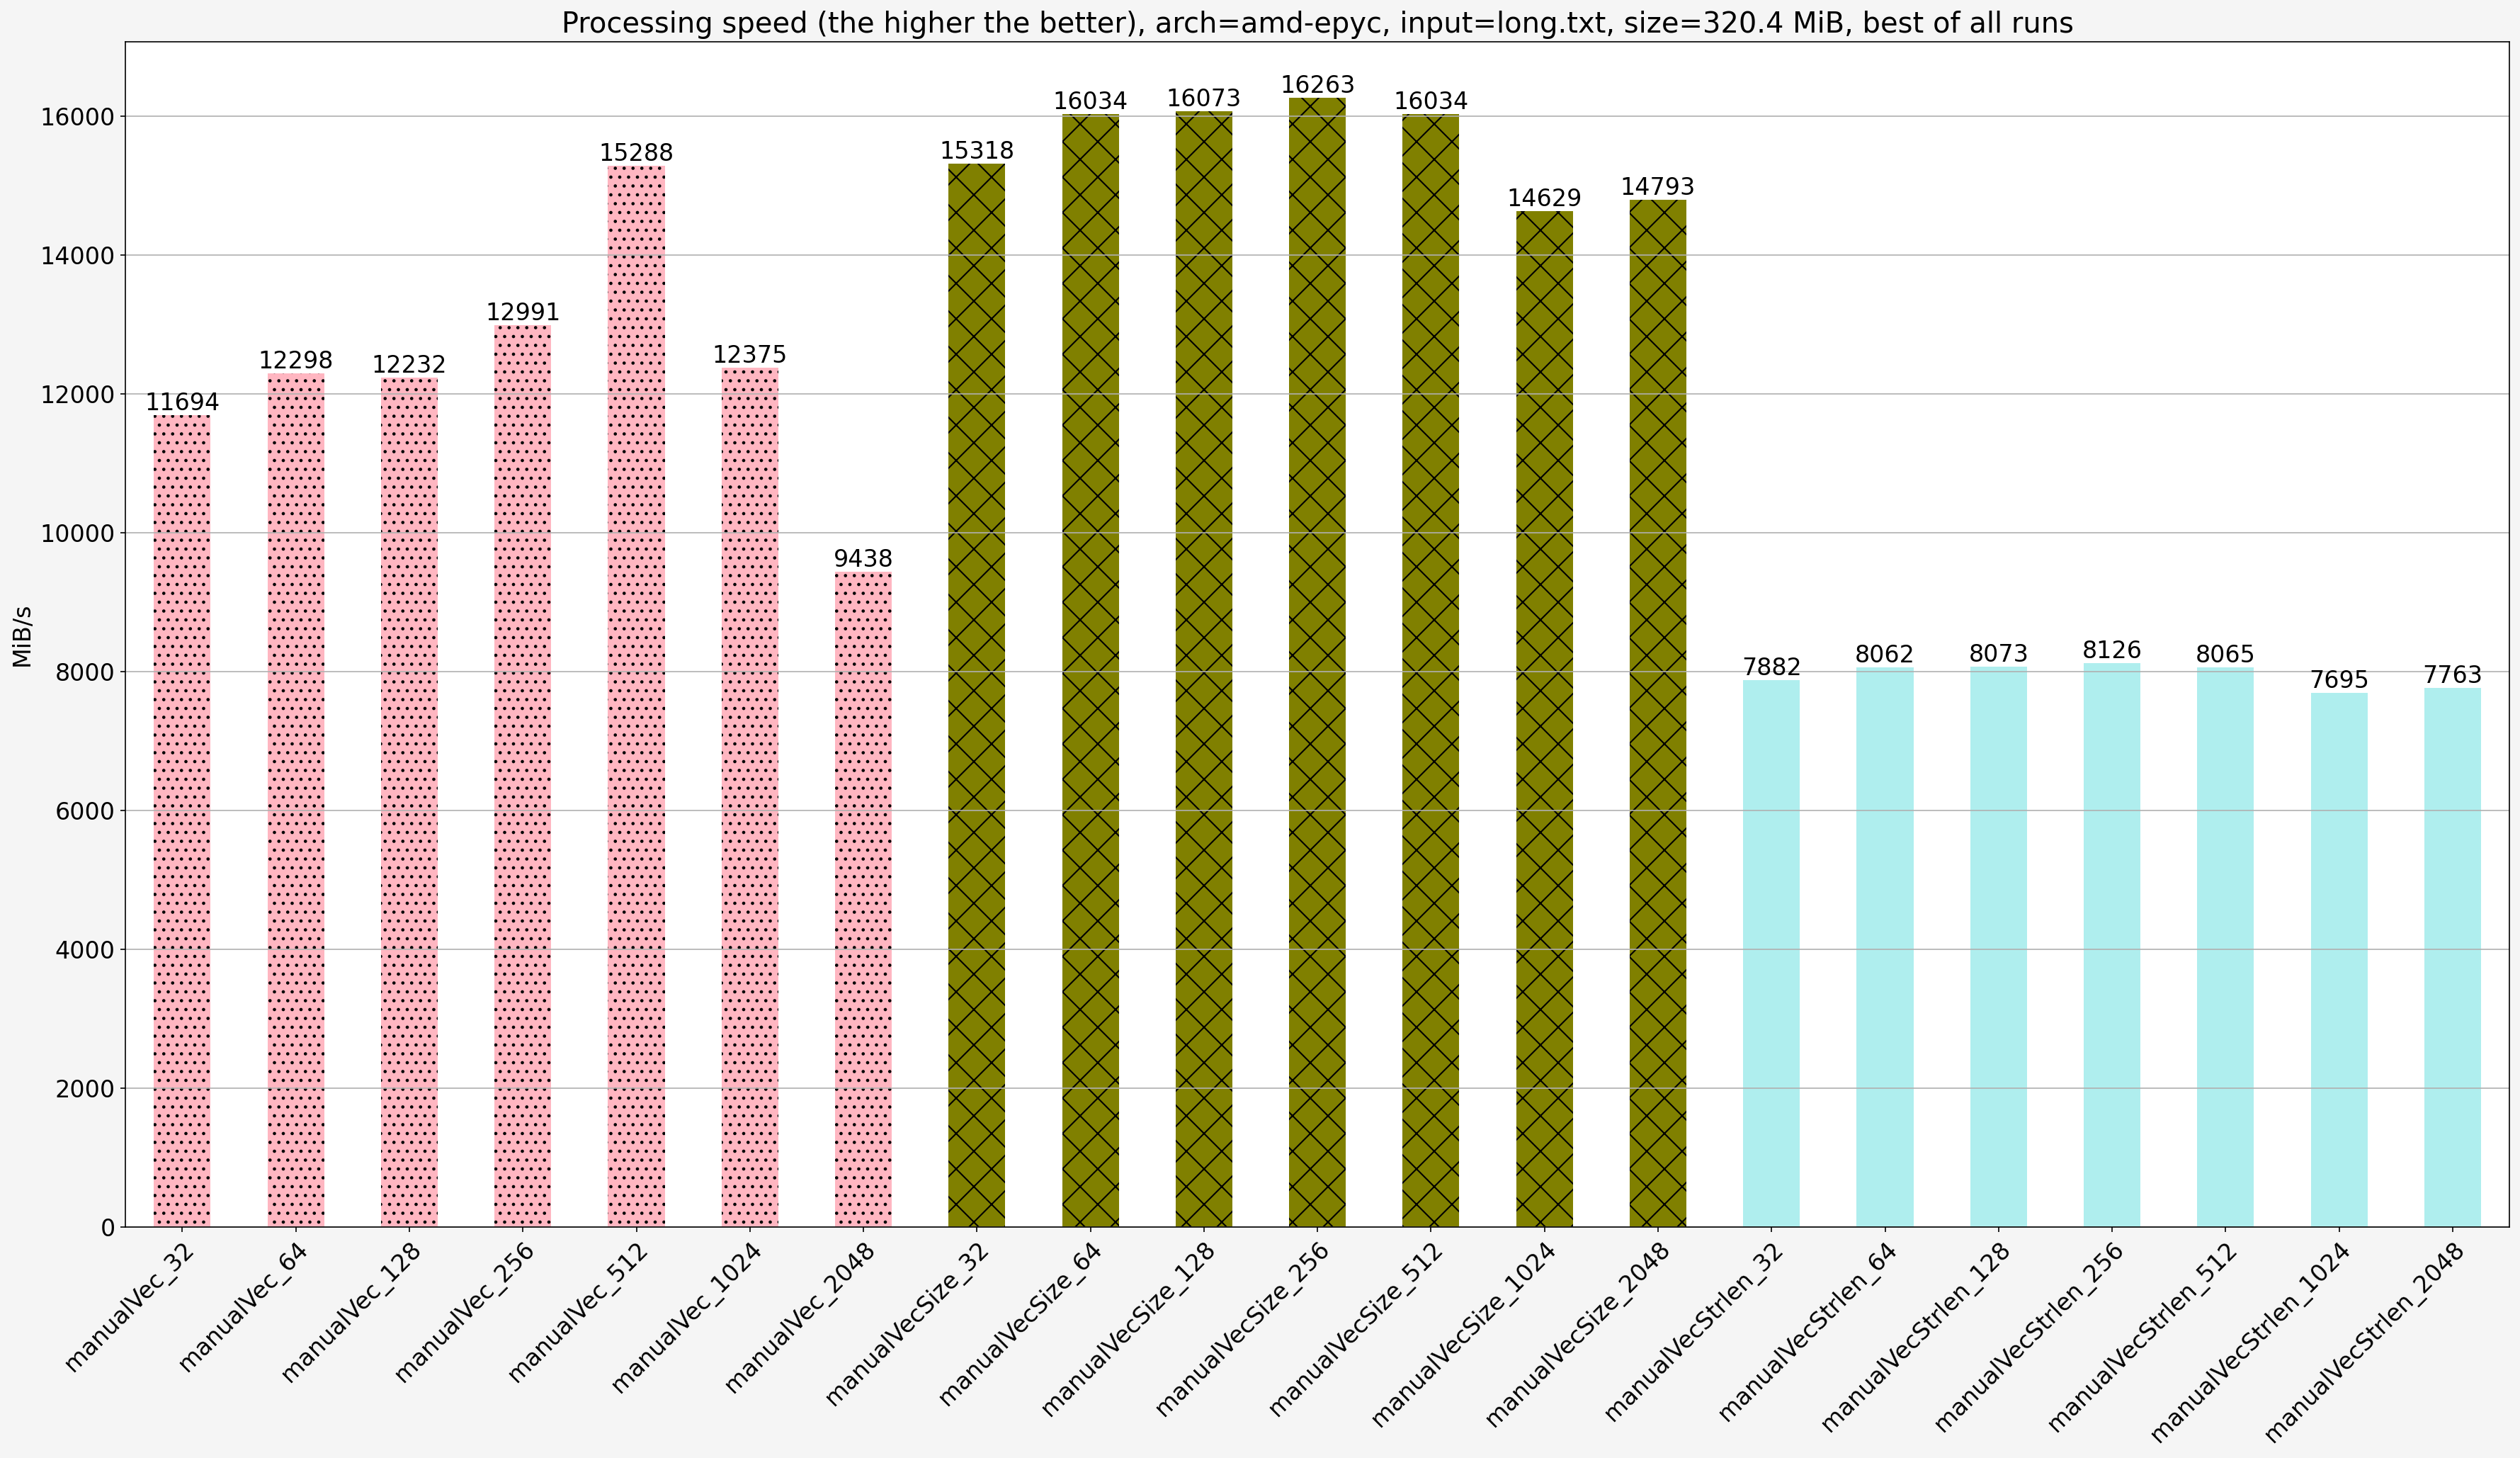 Processing speed (the higher the better), arch=amd-epyc, input=long.txt, size=320.4 MiB, best of all runs
MiB/s
16000
14000
12000
10000
8000
6000
4000
2000
0
11694
12298
12232
12991
15288
12375
9438
15318
16034
16073
16263
16034
14629
14793
7882
8062
8073
8126
8065
7695
7763
manualVec_32
manualVec_64
manualVec_128
manualVec_256
manualVec_512
manualVec_1024
manualVec_2048
manualVecSize_32
manualVecSize_64
manualVecSize_128
manualVecSize_256
manualVecSize_512
manualVecSize_1024
manualVecSize_2048
manualVecStrlen_32
manualVecStrlen_64
manualVecStrlen_128
manualVecStrlen_256
manualVecStrlen_512
manualVecStrlen_1024
manualVecStrlen_2048